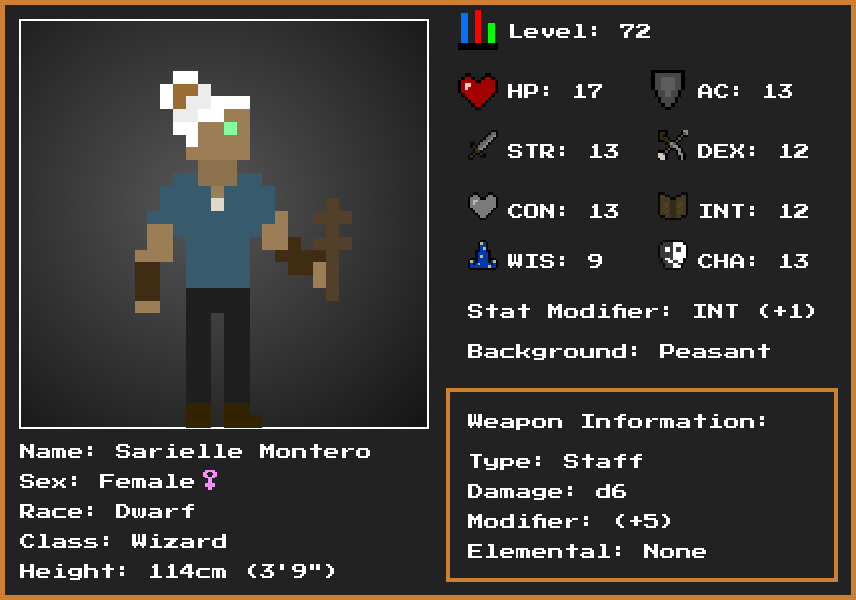 Level: 72
HP: 17 AC: 13
STR: 13 DEX: 12
CON: 13 INT: 12
WIS: 9 CHA: 13
Stat Modifier: INT (+1)
Background: Peasant
Weapon Information:
Type: Staff
Damage: d6
Modifier: (+5)
Elemental: None
Name: Sarielle Montero
Sex: Female♀
Race: Dwarf
Class: Wizard
Height: 114cm (3'9")